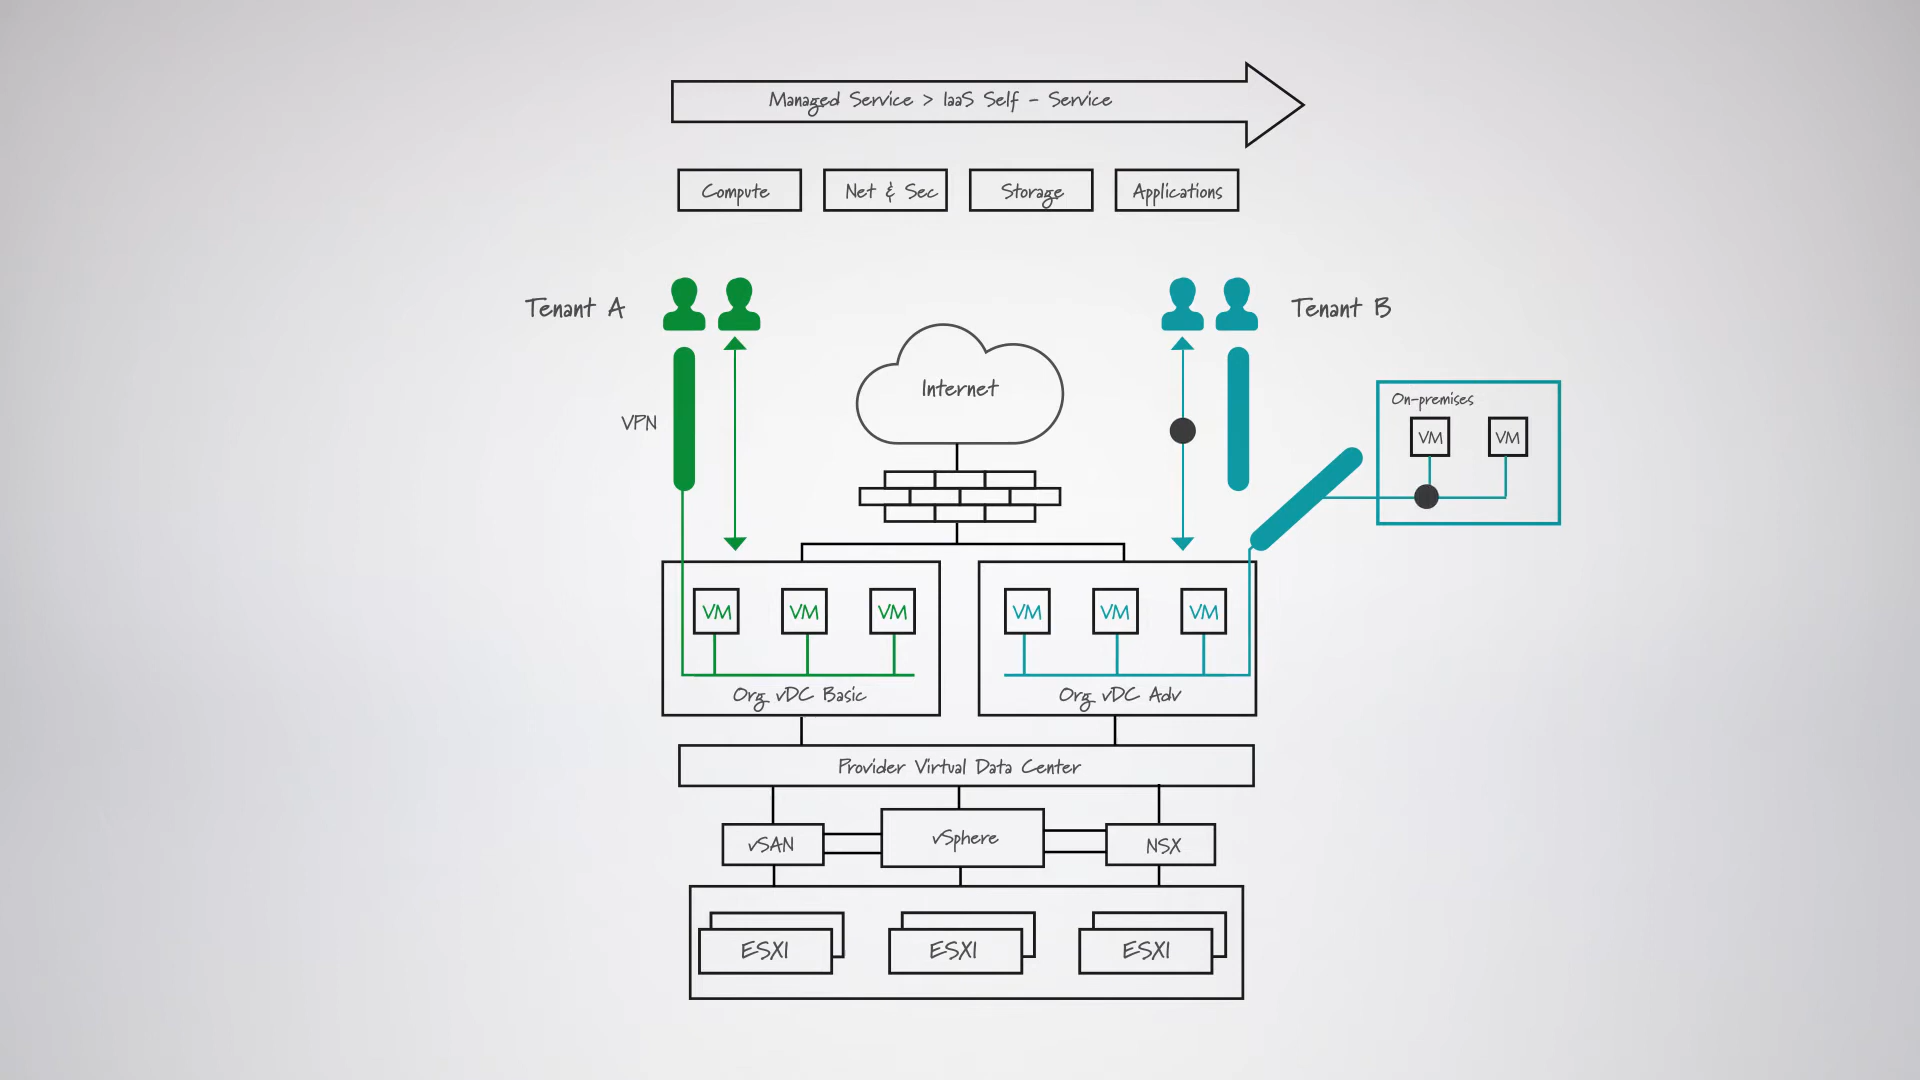 Managed Service > IaaS Self - Service
Compute
Net & Sec
Storage
Applications
Tenant A
Tenant B
Internet
VPN
On-premises
VM
VM
VM
VM
VM
VM
VM
VM
Org vDC Basic
Org vDC Adv
Provider Virtual Data Center
vSAN
vSphere
NSX
ESXI
ESXI
ESXI